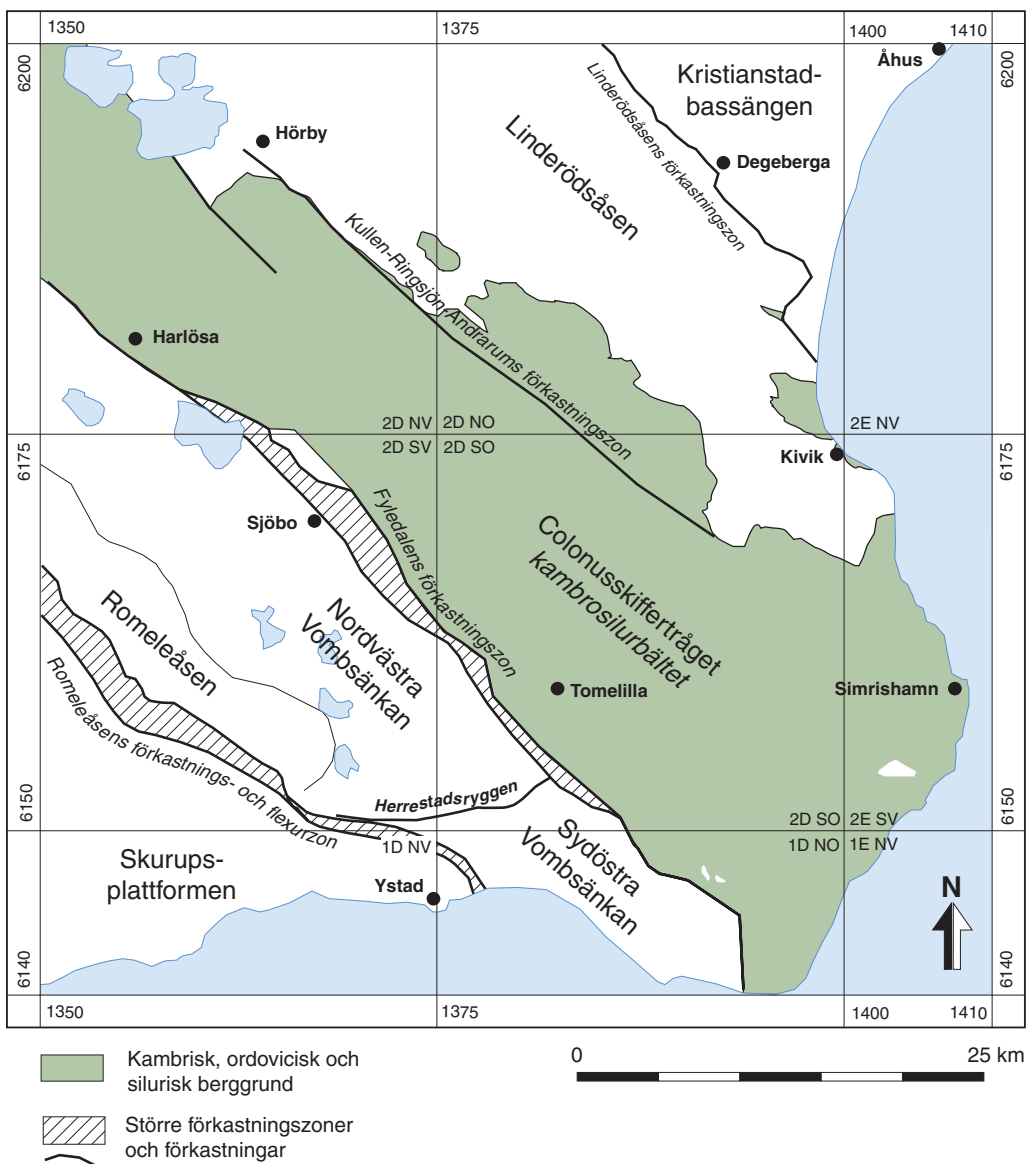 1350
1375
1400
1410
6200
6200
Åhus
Kristianstad-
bassängen
Linderödsåsens förkastningszon
Hörby
Degeberga
Linderödsåsen
Kullen-Ringsjön-Andrarums förkastningszon
Harlösa
2D NV
2D NO
2E NV
2D SV
2D SO
6175
6175
Kivik
Sjöbo
Fyledalens förkastningszon
Colonusskiffertråget
kambrosilurbältet
Romeleåsen
Nordvästra
Vombsänkan
Tomelilla
Simrishamn
Romeleåsens förkastnings- och flexurzon
Herrestadsryggen
6150
6150
2D SO
2E SV
1D NV
1D NO
1E NV
Skurups-
plattformen
Sydöstra
Vombsänkan
Ystad
N
6140
6140
1350
1375
1400
1410
Kambrisk, ordovicisk och
silurisk berggrund
0
25 km
Större förkastningszoner
och förkastningar